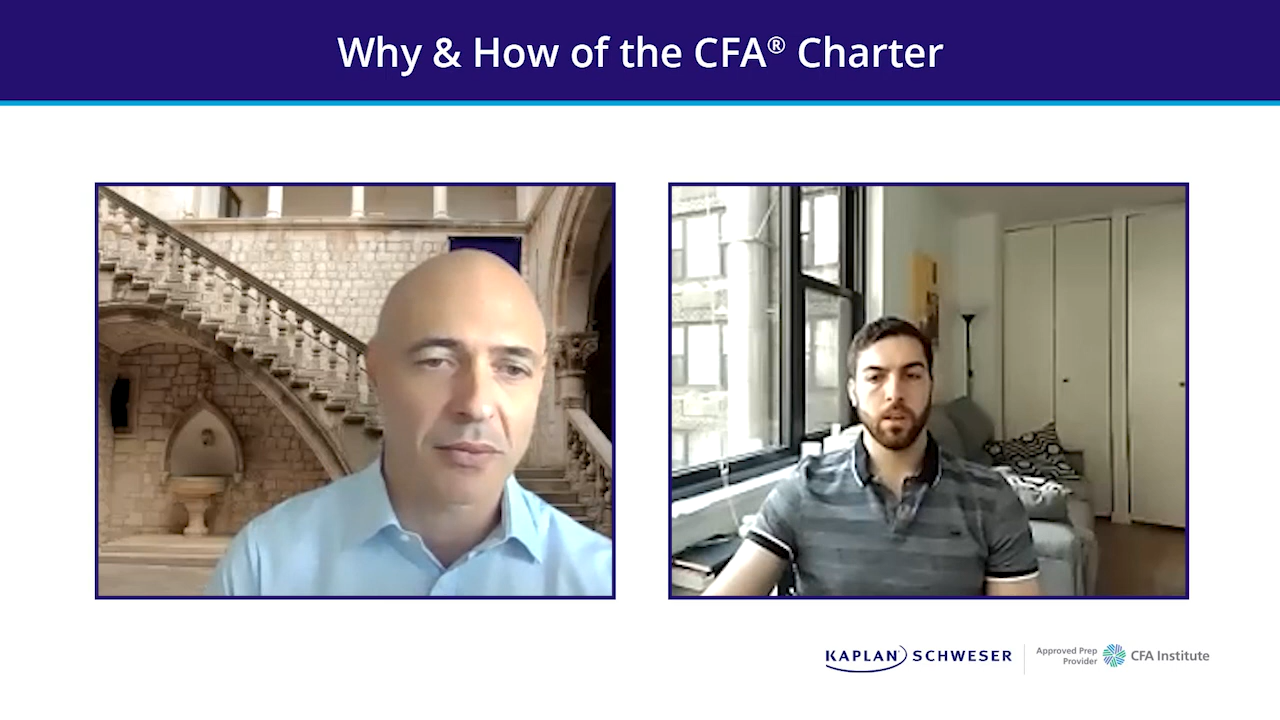 Why & How of the CFA® Charter
KAPLAN SCHWESER
Approved Prep
Provider
CFA Institute